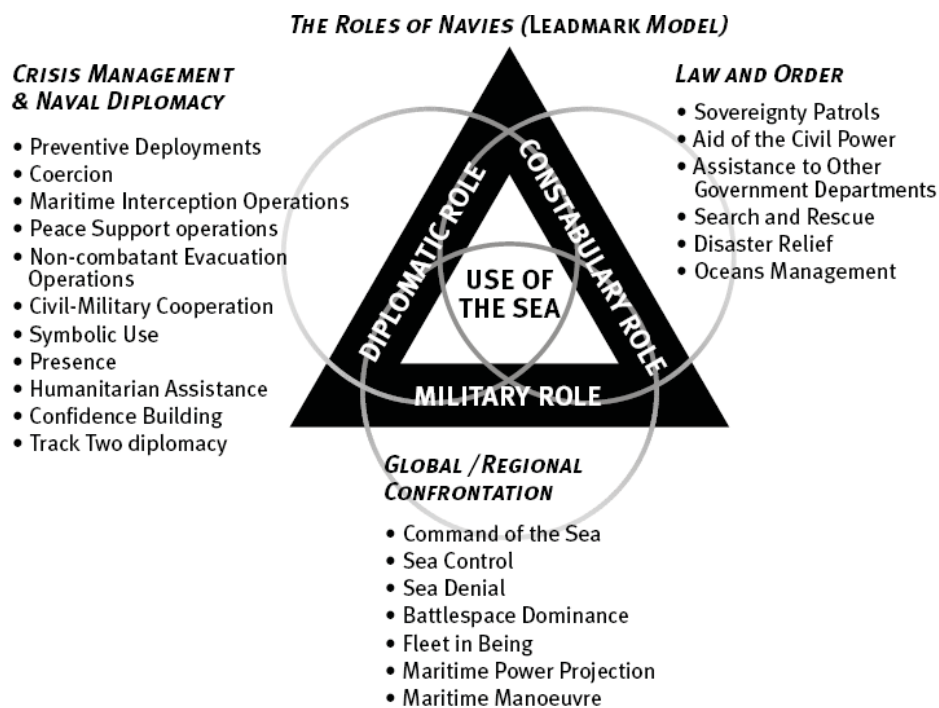 THE ROLES OF NAVIES (LEADMARK MODEL)
CRISIS MANAGEMENT
& NAVAL DIPLOMACY
• Preventive Deployments
• Coercion
• Maritime Interception Operations
• Peace Support operations
• Non-combatant Evacuation
Operations
• Civil-Military Cooperation
• Symbolic Use
• Presence
• Humanitarian Assistance
• Confidence Building
• Track Two diplomacy
LAW AND ORDER
• Sovereignty Patrols
• Aid of the Civil Power
• Assistance to Other
Government Departments
• Search and Rescue
• Disaster Relief
• Oceans Management
DIPLOMATIC ROLE
CONSTABULARY ROLE
USE OF
THE SEA
MILITARY ROLE
GLOBAL /REGIONAL
CONFRONTATION
• Command of the Sea
• Sea Control
• Sea Denial
• Battlespace Dominance
• Fleet in Being
• Maritime Power Projection
• Maritime Manoeuvre